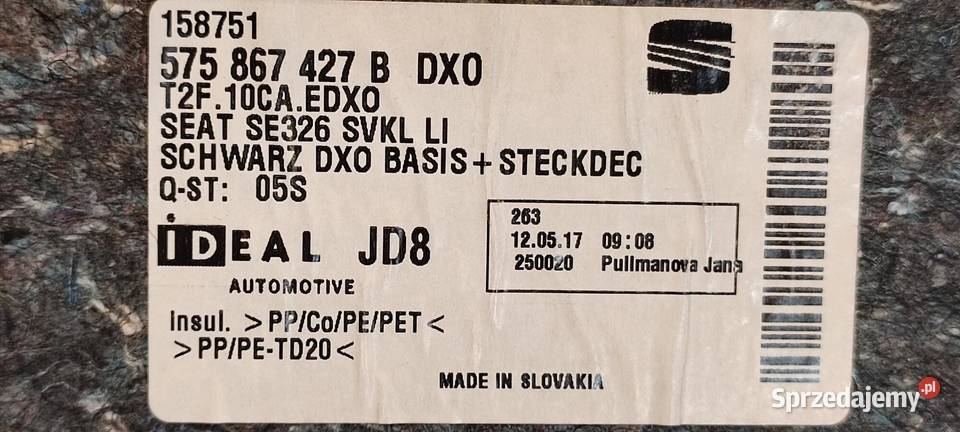 158751
575 867 427 B DXO
T2F.10CA.EDXO
SEAT SE326 SVKL LI
SCHWARZ DXO BASIS + STECKDEC
Q-ST: 05S
IDEAL JD8
AUTOMOTIVE
263
12.05.17 09:08
250020 Pullmanova Jana
Insul. >PP/Co/PE/PET<
>PP/PE-TD20<
MADE IN SLOVAKIA
Sprzedajemy.pl